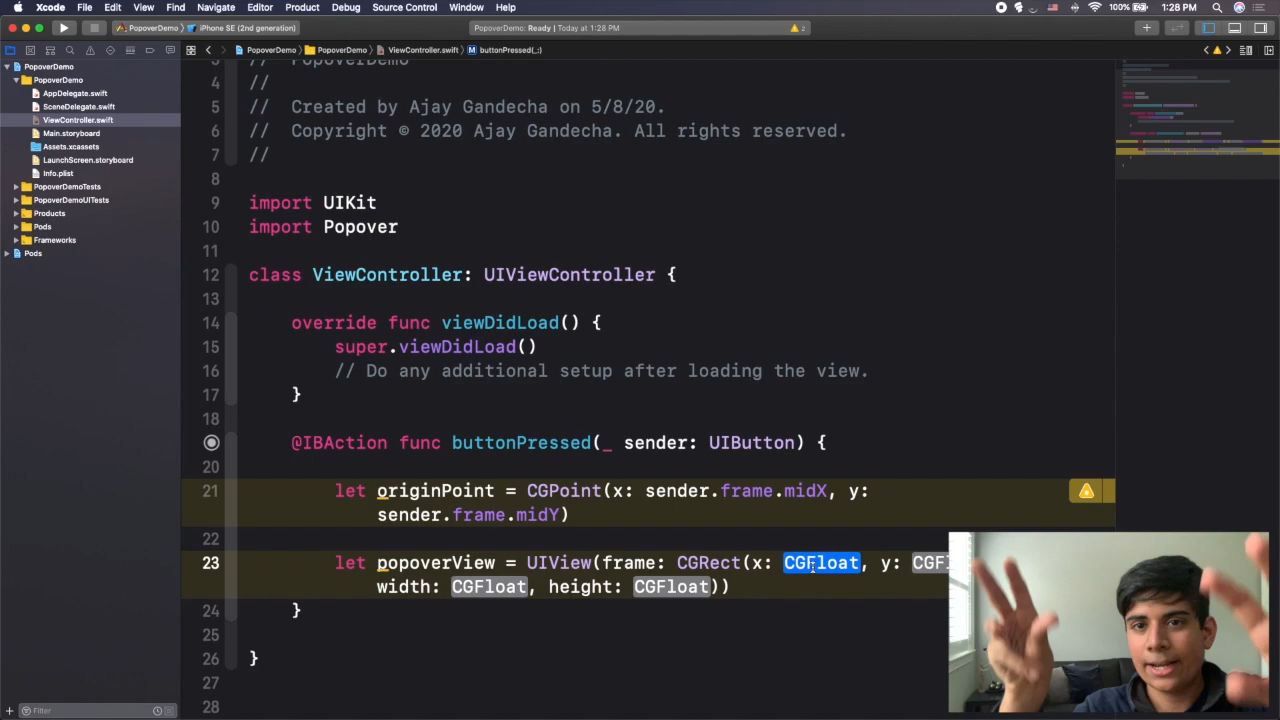 Xcode File Edit View Find Navigate Editor Product Debug Source Control Window Help 100% 1:28 PM
PopoverDemo iPhone SE (2nd generation) PopoverDemo: Ready | Today at 1:28 PM 2
PopoverDemo PopoverDemo ViewController.swift M buttonPressed(_:)
PopoverDemo
PopoverDemo
AppDelegate.swift
SceneDelegate.swift
ViewController.swift
Main.storyboard
Assets.xcassets
LaunchScreen.storyboard
Info.plist
PopoverDemoTests
PopoverDemoUITests
Products
Pods
Frameworks
Pods
Filter
3 // PopoverDemo
4 //
5 // Created by Ajay Gandecha on 5/8/20.
6 // Copyright © 2020 Ajay Gandecha. All rights reserved.
7 //
8
9 import UIKit
10 import Popover
11
12 class ViewController: UIViewController {
13
14 override func viewDidLoad() {
15 super.viewDidLoad()
16 // Do any additional setup after loading the view.
17 }
18
@IBAction func buttonPressed(_ sender: UIButton) {
20
21 let originPoint = CGPoint(x: sender.frame.midX, y:
sender.frame.midY)
22
23 let popoverView = UIView(frame: CGRect(x: CGFloat, y: CGFl
width: CGFloat, height: CGFloat))
24 }
25
26 }
27
28